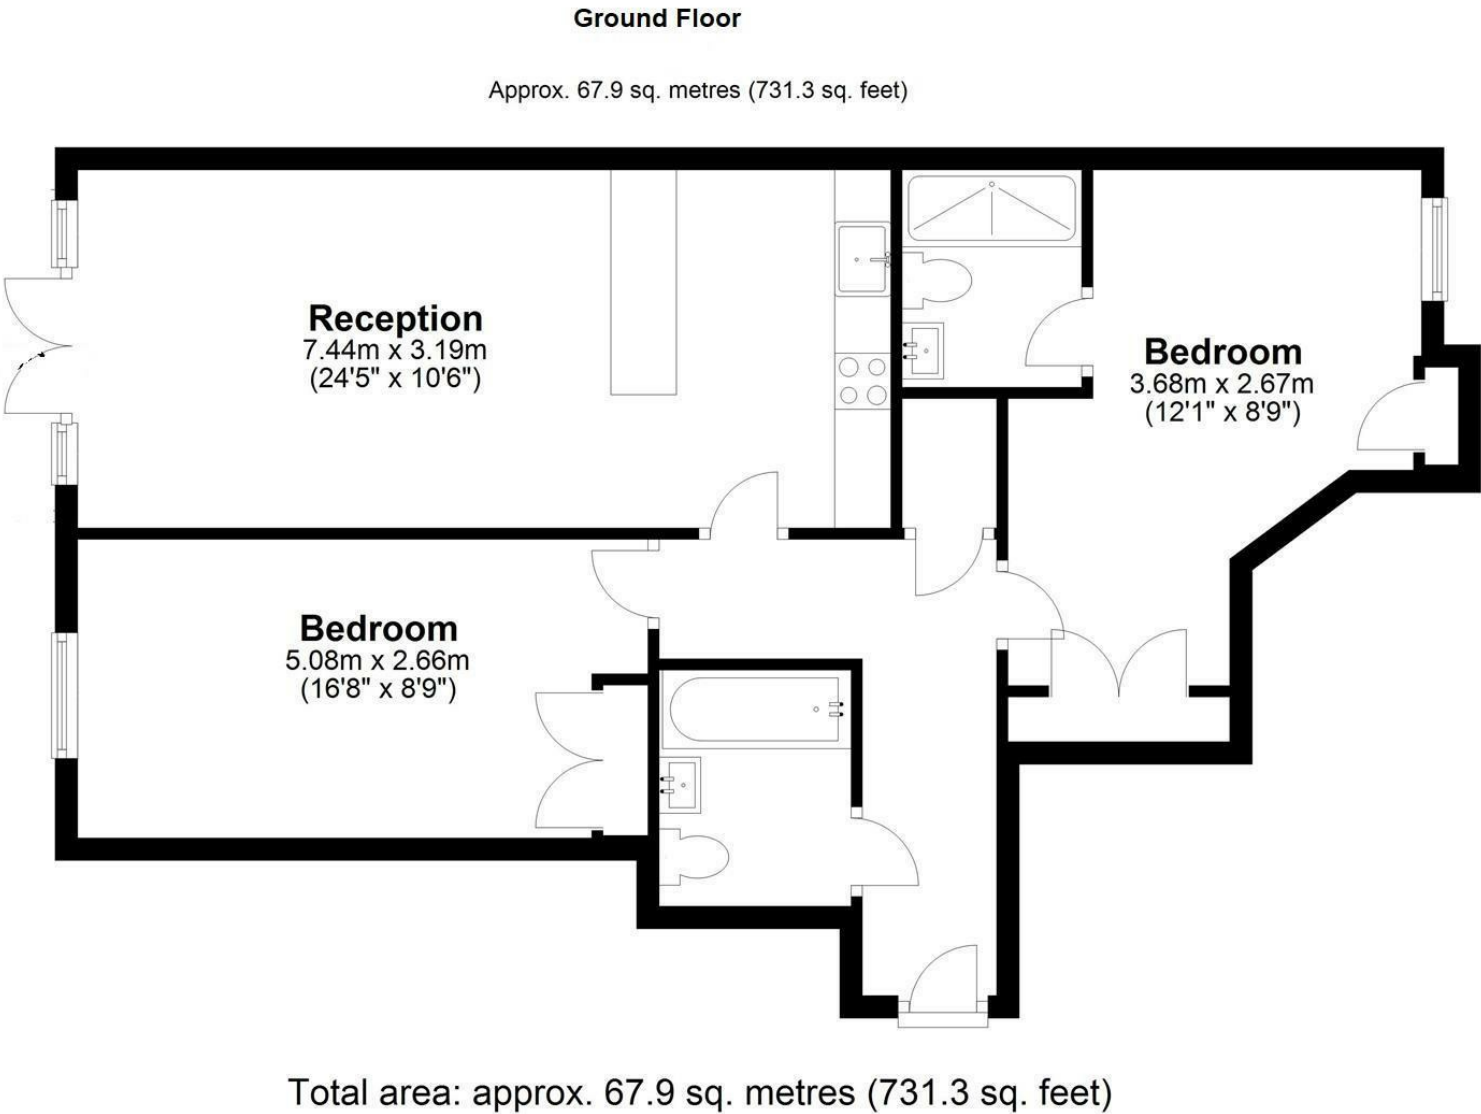 Ground Floor
Approx. 67.9 sq. metres (731.3 sq. feet)
Reception
7.44m x 3.19m
(24'5" x 10'6")
Bedroom
3.68m x 2.67m
(12'1" x 8'9")
Bedroom
5.08m x 2.66m
(16'8" x 8'9")
Total area: approx. 67.9 sq. metres (731.3 sq. feet)